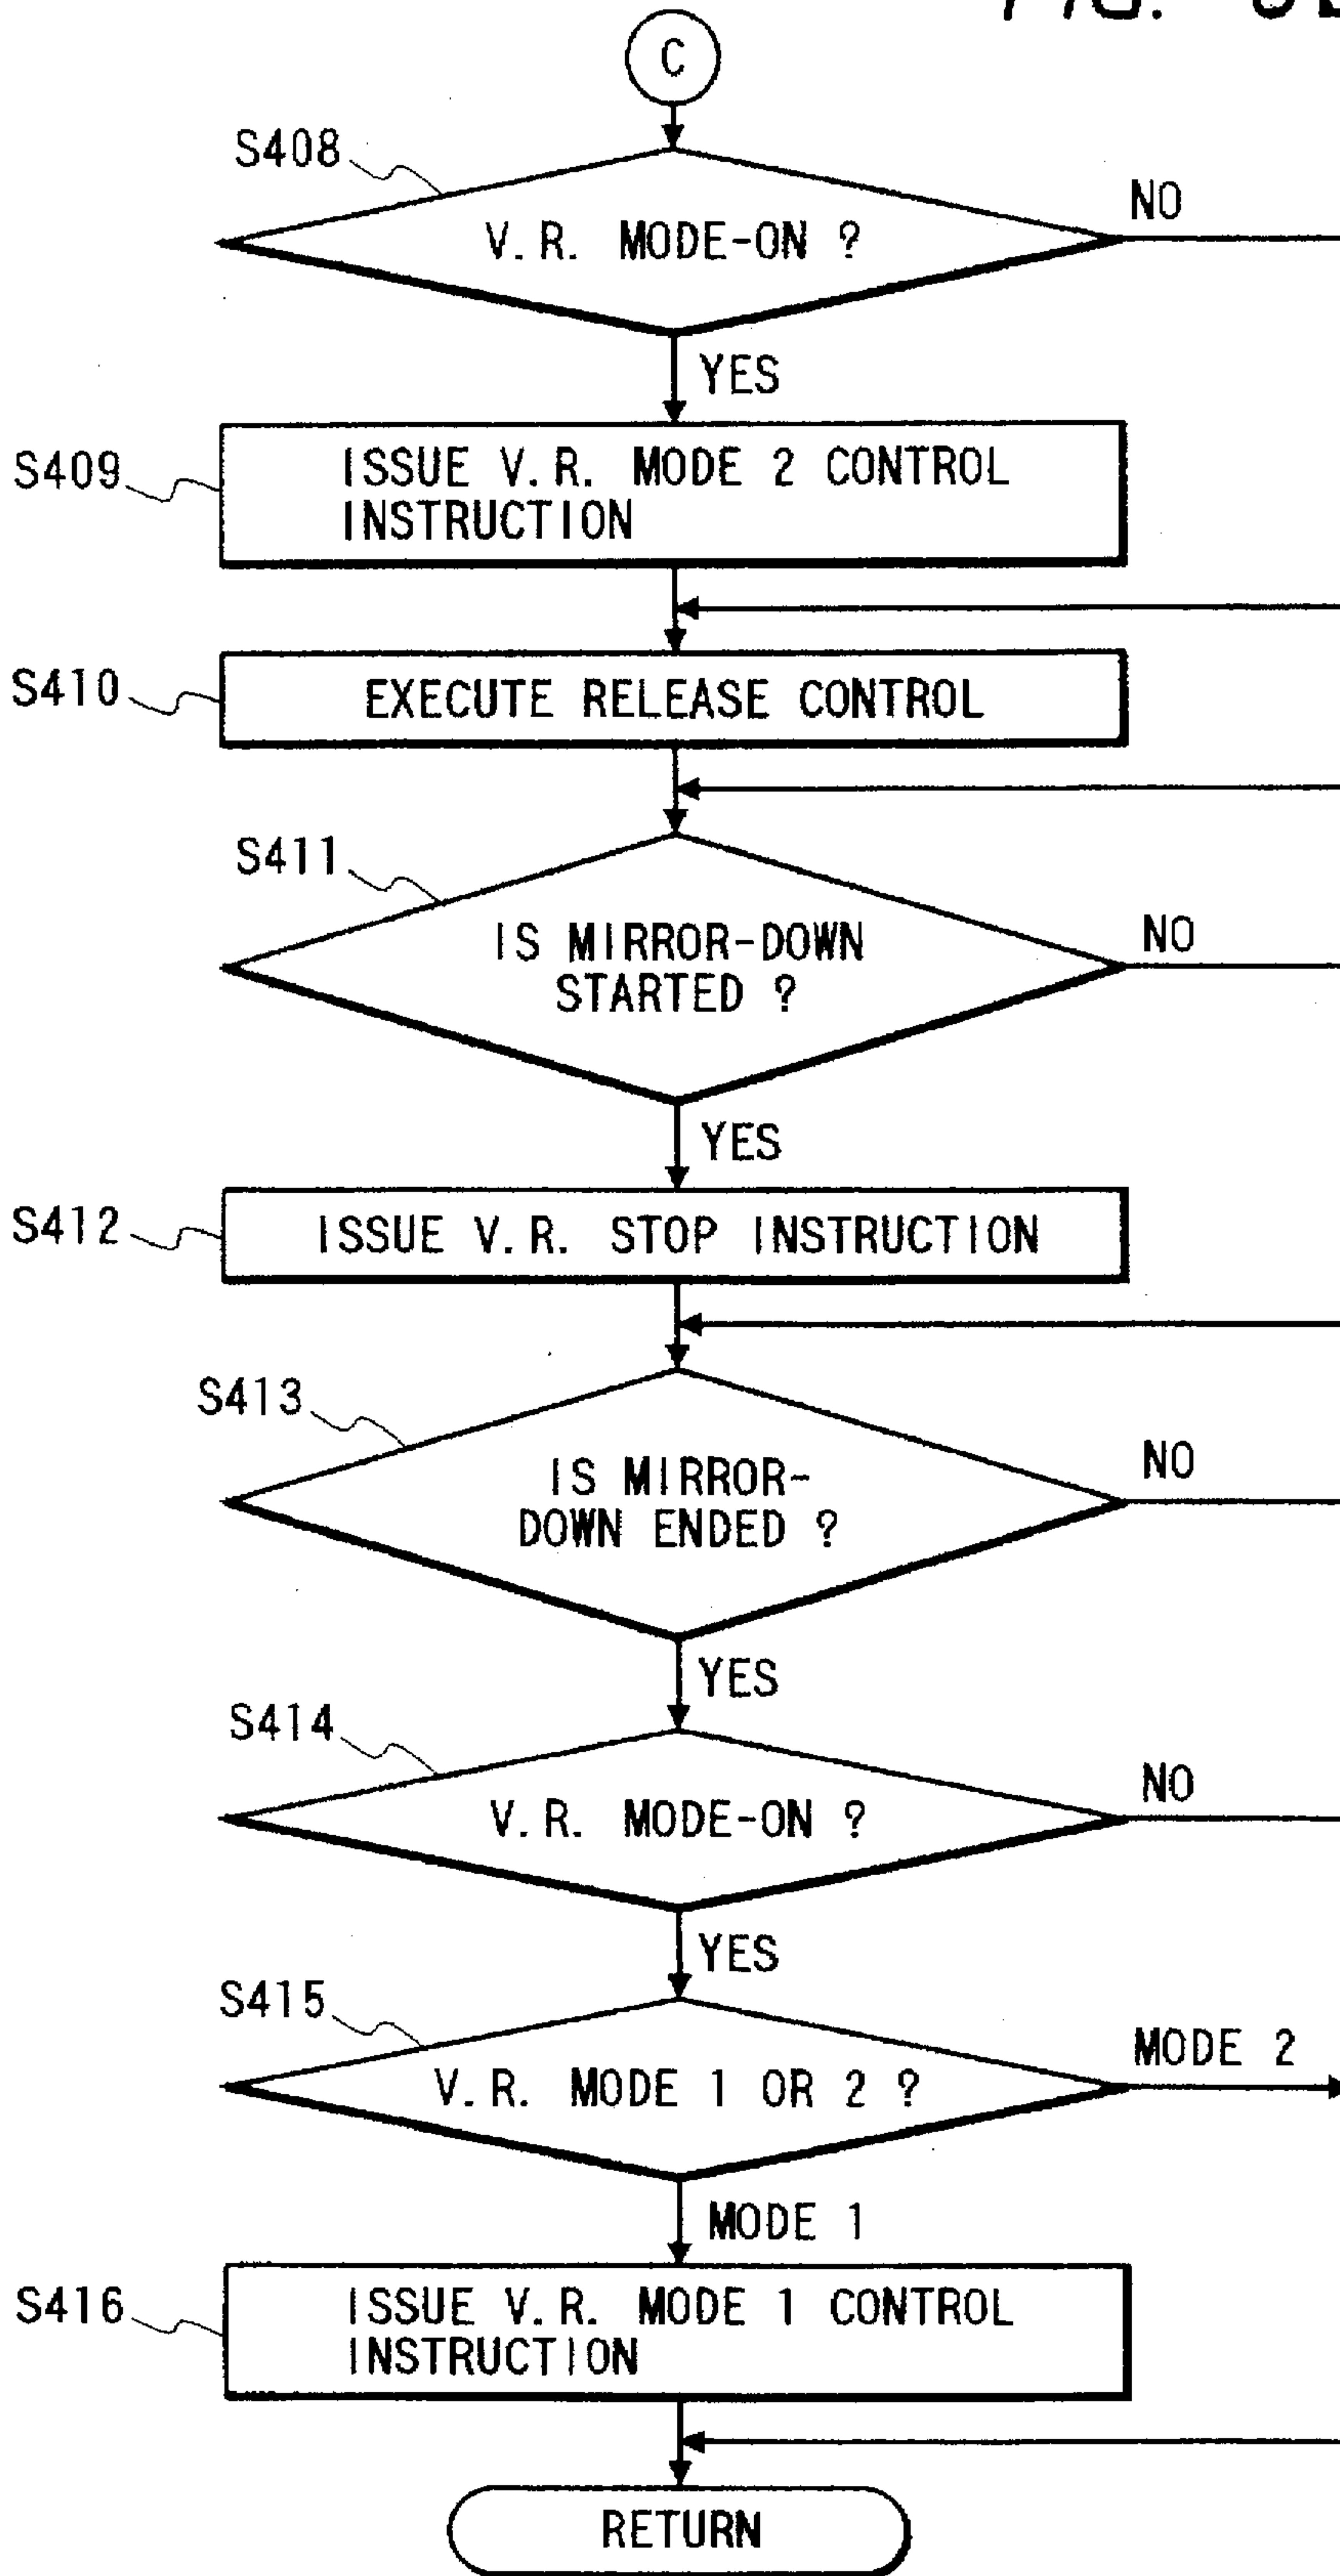 FIG.
C
S408
V.R. MODE-ON ?
NO
YES
S409
ISSUE V.R. MODE 2 CONTROL
INSTRUCTION
S410
EXECUTE RELEASE CONTROL
S411
IS MIRROR-DOWN
STARTED ?
NO
YES
S412
ISSUE V.R. STOP INSTRUCTION
S413
IS MIRROR-
DOWN ENDED ?
NO
YES
S414
V.R. MODE-ON ?
NO
YES
S415
V.R. MODE 1 OR 2 ?
MODE 2
MODE 1
S416
ISSUE V.R. MODE 1 CONTROL
INSTRUCTION
RETURN